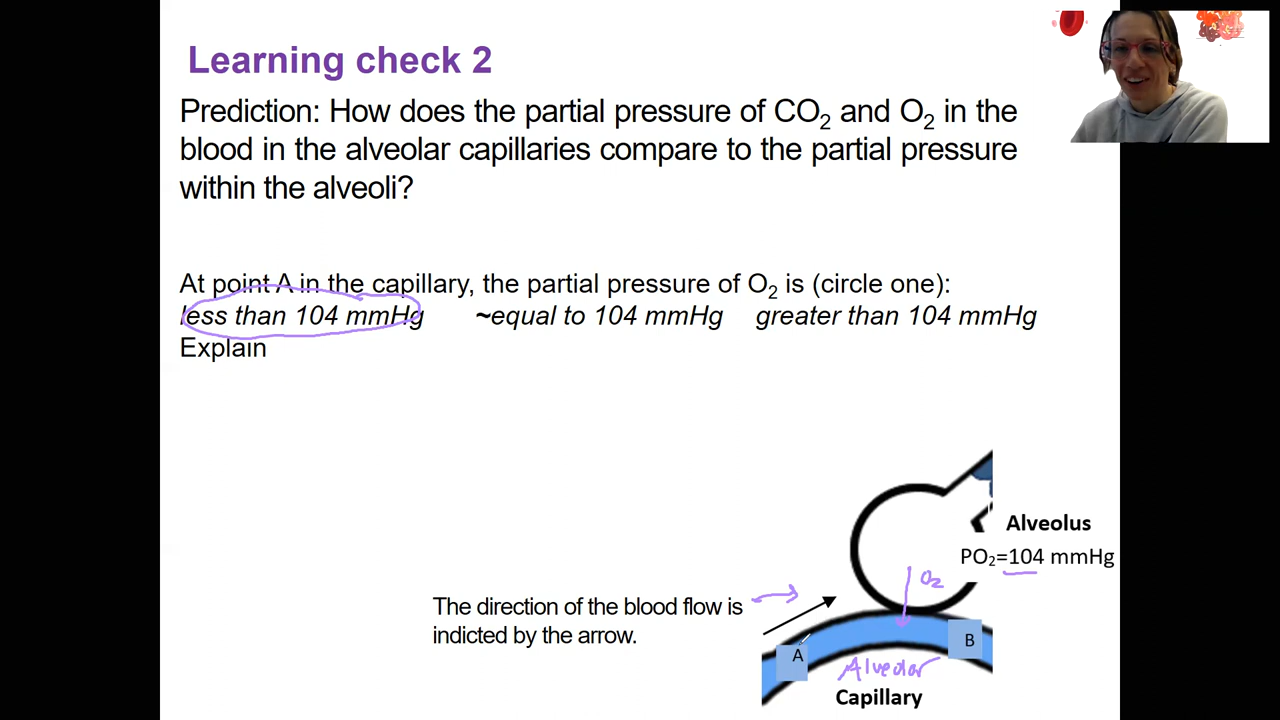 Learning check 2
Prediction: How does the partial pressure of CO2 and O2 in the
blood in the alveolar capillaries compare to the partial pressure
within the alveoli?
At point A in the capillary, the partial pressure of O2 is (circle one):
less than 104 mmHg ~equal to 104 mmHg greater than 104 mmHg
Explain
Alveolus
PO2=104 mmHg
O2
The direction of the blood flow is
indicted by the arrow.
A
B
Alveolar
Capillary